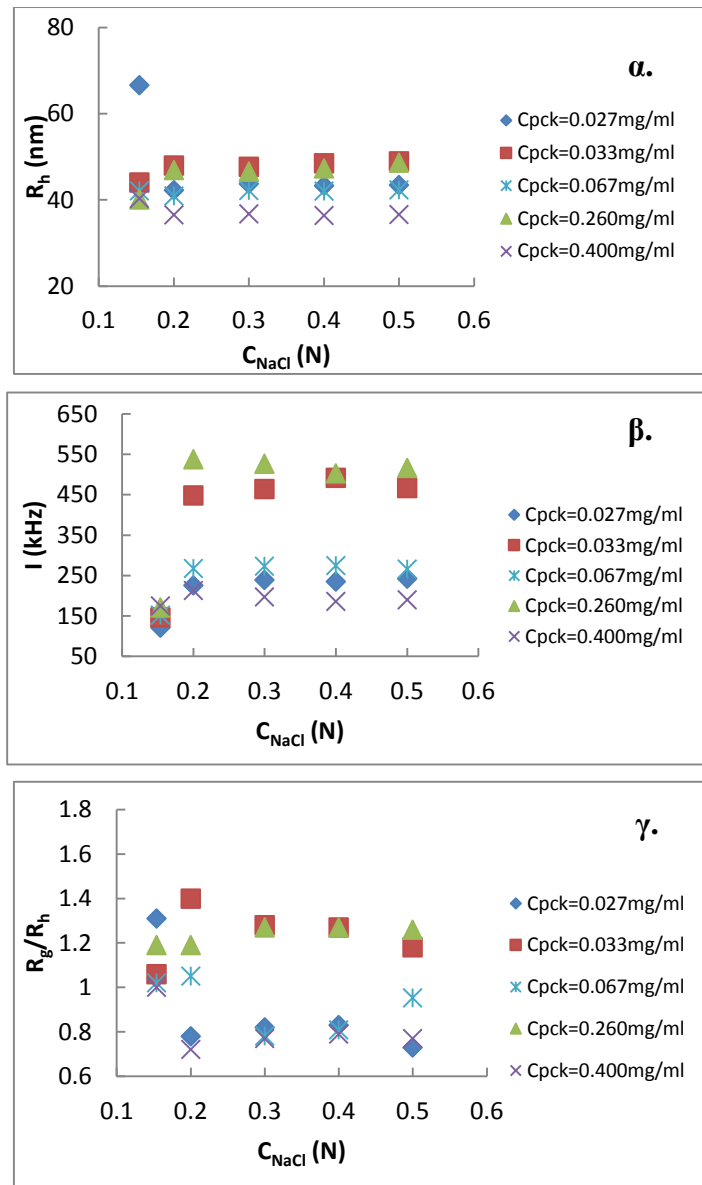 80
60
40
20
R_h (nm)
0.1 0.2 0.3 0.4 0.5 0.6
C_NaCl (N)
α.
Cpck=0.027mg/ml
Cpck=0.033mg/ml
Cpck=0.067mg/ml
Cpck=0.260mg/ml
Cpck=0.400mg/ml
650
550
450
350
250
150
50
I (kHz)
0.1 0.2 0.3 0.4 0.5 0.6
C_NaCl (N)
β.
Cpck=0.027mg/ml
Cpck=0.033mg/ml
Cpck=0.067mg/ml
Cpck=0.260mg/ml
Cpck=0.400mg/ml
1.8
1.6
1.4
1.2
1
0.8
0.6
R_g/R_h
0.1 0.2 0.3 0.4 0.5 0.6
C_NaCl (N)
γ.
Cpck=0.027mg/ml
Cpck=0.033mg/ml
Cpck=0.067mg/ml
Cpck=0.260mg/ml
Cpck=0.400mg/ml